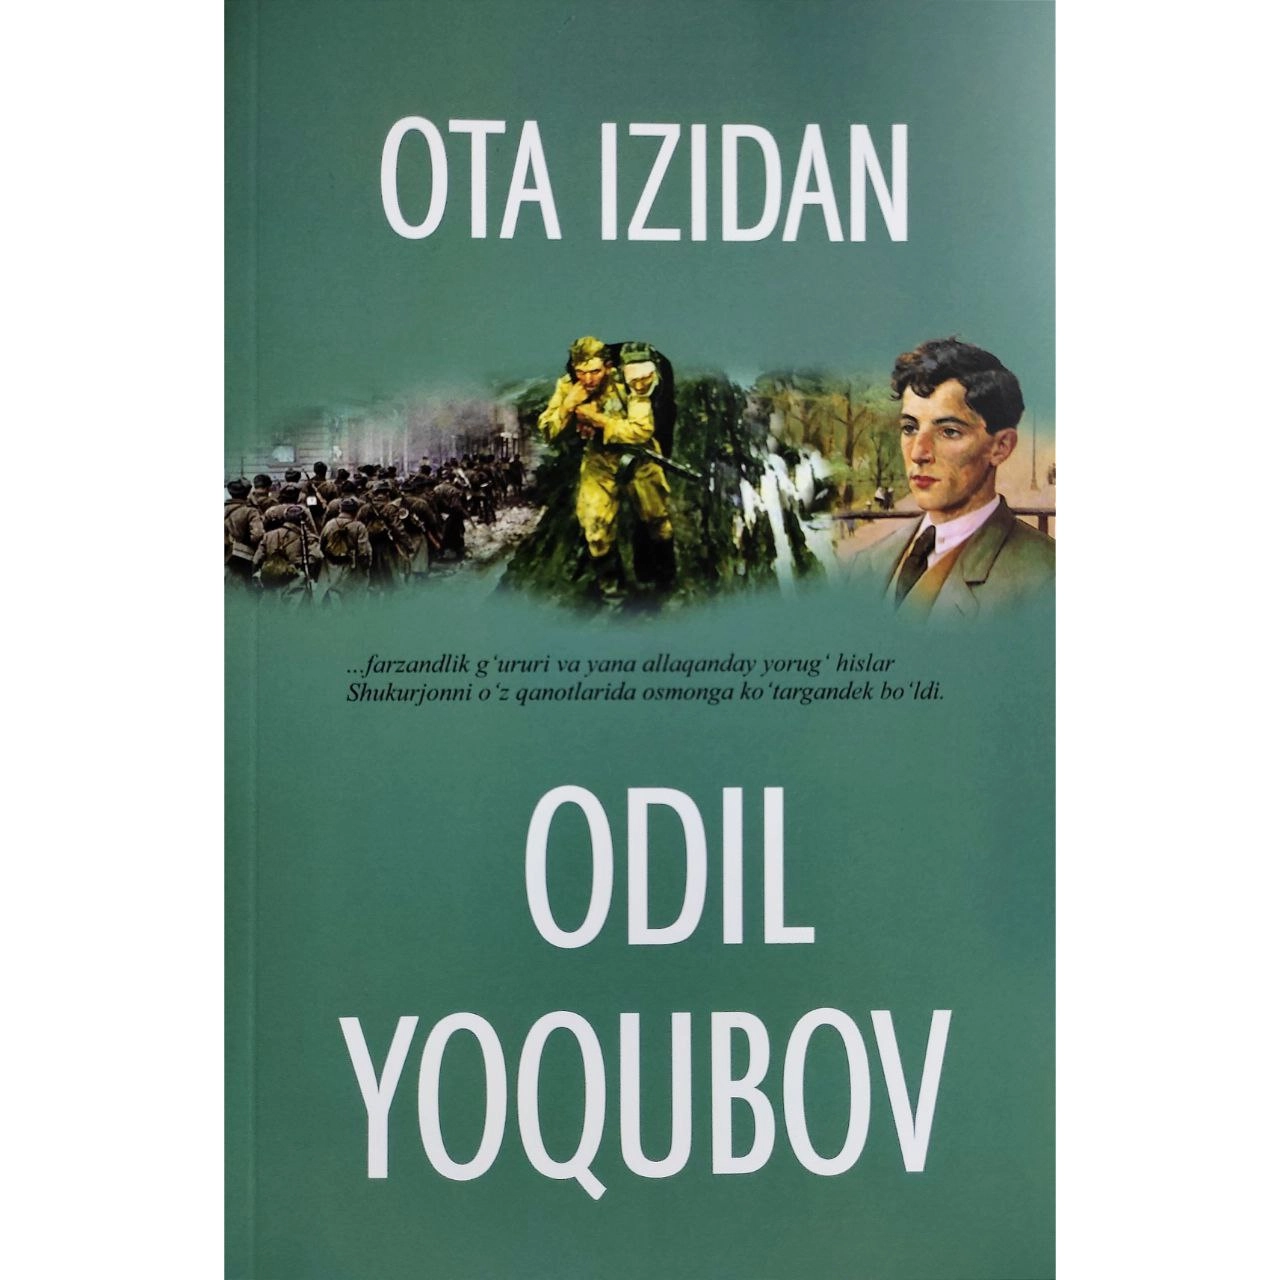 OTA IZIDAN
...farzandlik g‘ururi va yana allaqanday yorug‘ hislar
Shukurjonni o‘z qanotlarida osmonga ko‘targandek bo‘ldi.
ODIL
YOQUBOV